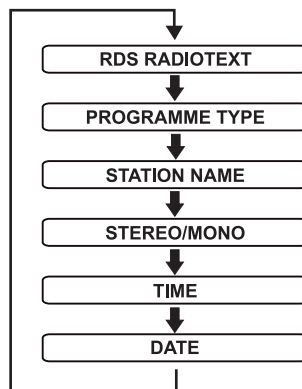 RDS RADIOTEXT
PROGRAMME TYPE
STATION NAME
STEREO/MONO
TIME
DATE